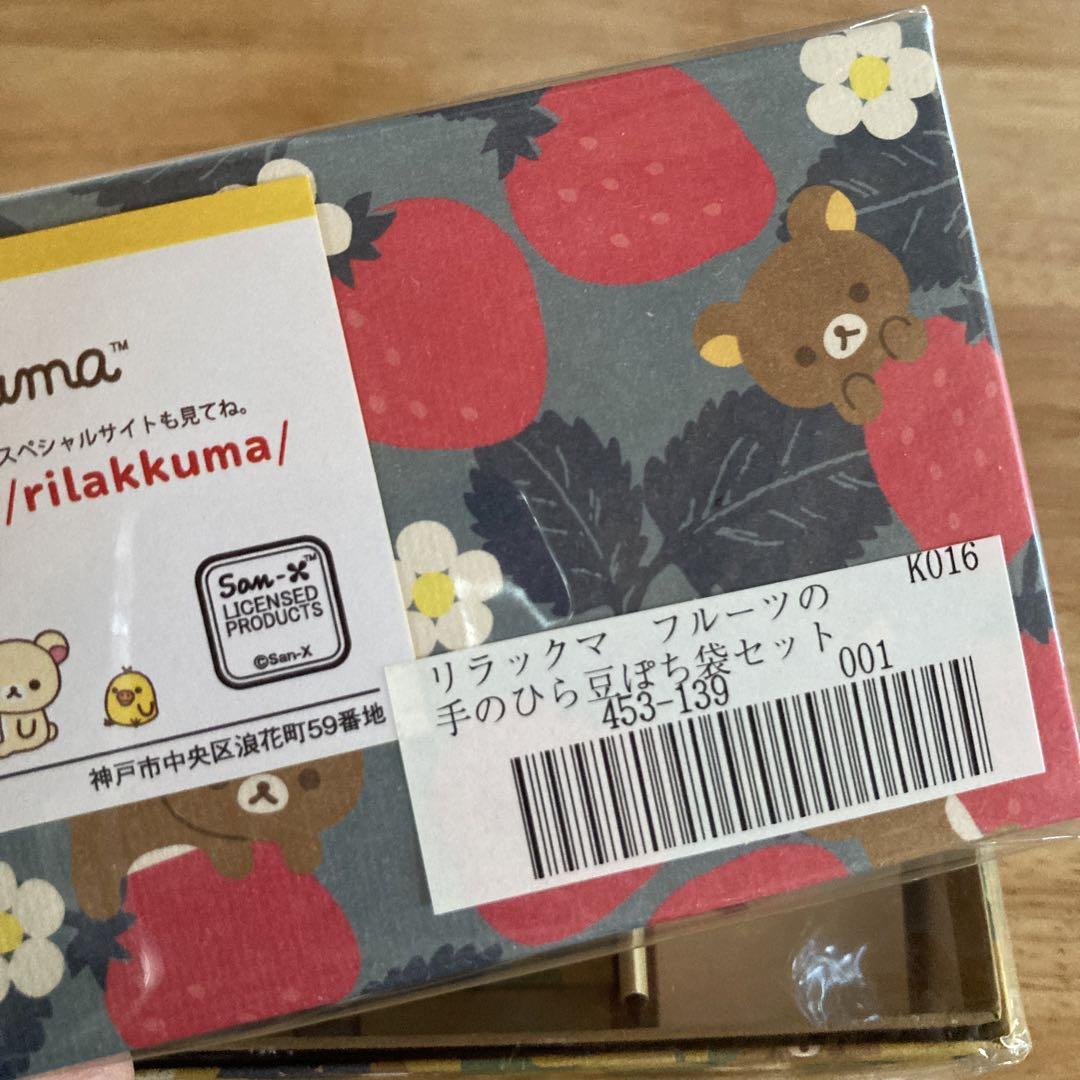 uma™
スペシャルサイトも見てね。
/rilakkuma/
San-X™
LICENSED
PRODUCTS
©San-X
神戸市中央区浪花町59番地
K016
リラックマ フルーツの
手のひら豆ぽち袋セット
453-139 001